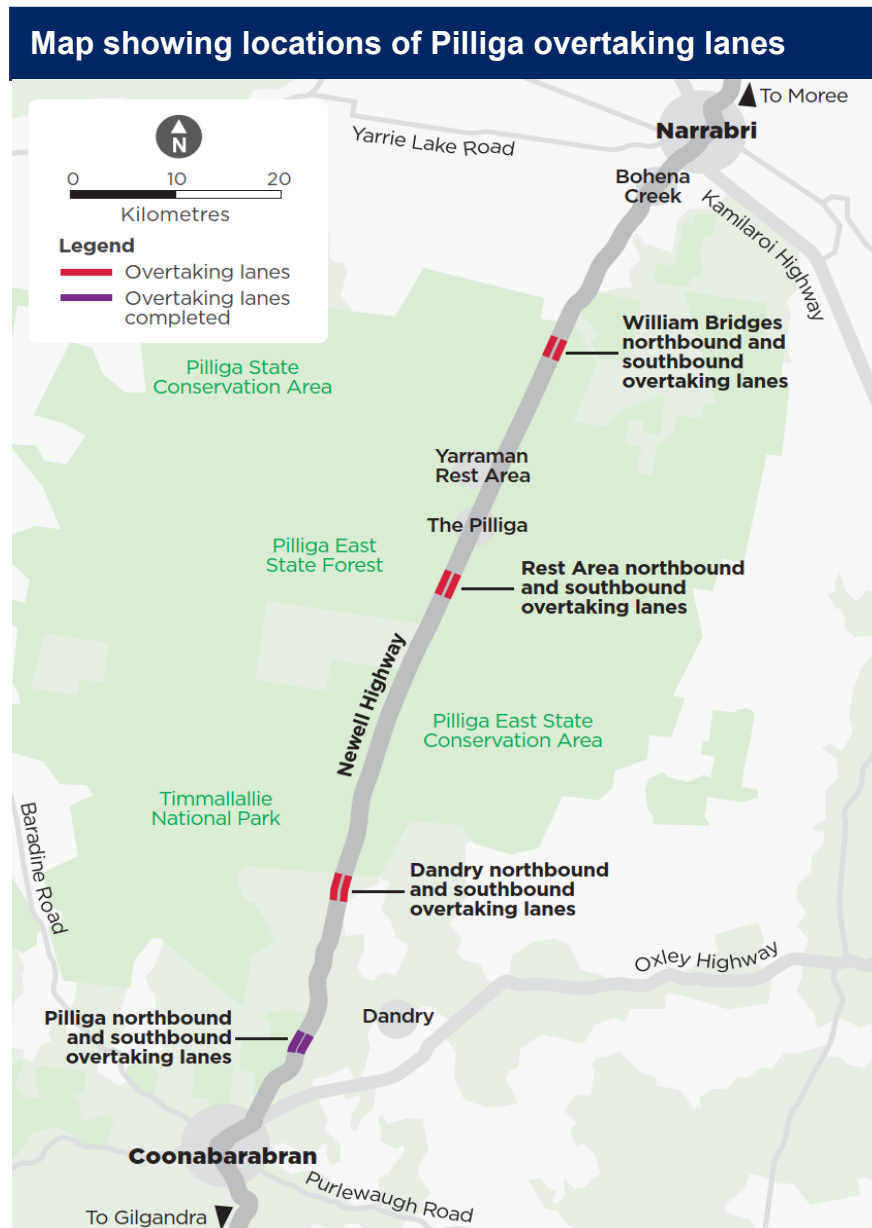 Map showing locations of Pilliga overtaking lanes
To Moree
Narrabri
Yarrie Lake Road
N
0 10 20
Kilometres
Legend
Overtaking lanes
Overtaking lanes
completed
Bohena
Creek
Kamilaroi Highway
William Bridges
northbound and
southbound
overtaking lanes
Pilliga State
Conservation Area
Yarraman
Rest Area
The Pilliga
Pilliga East
State Forest
Rest Area northbound
and southbound
overtaking lanes
Newell Highway
Pilliga East State
Conservation Area
Timmallallie
National Park
Baradine Road
Dandry northbound
and southbound
overtaking lanes
Oxley Highway
Pilliga northbound
and southbound
overtaking lanes
Dandry
Coonabarabran
Purlewaugh Road
To Gilgandra